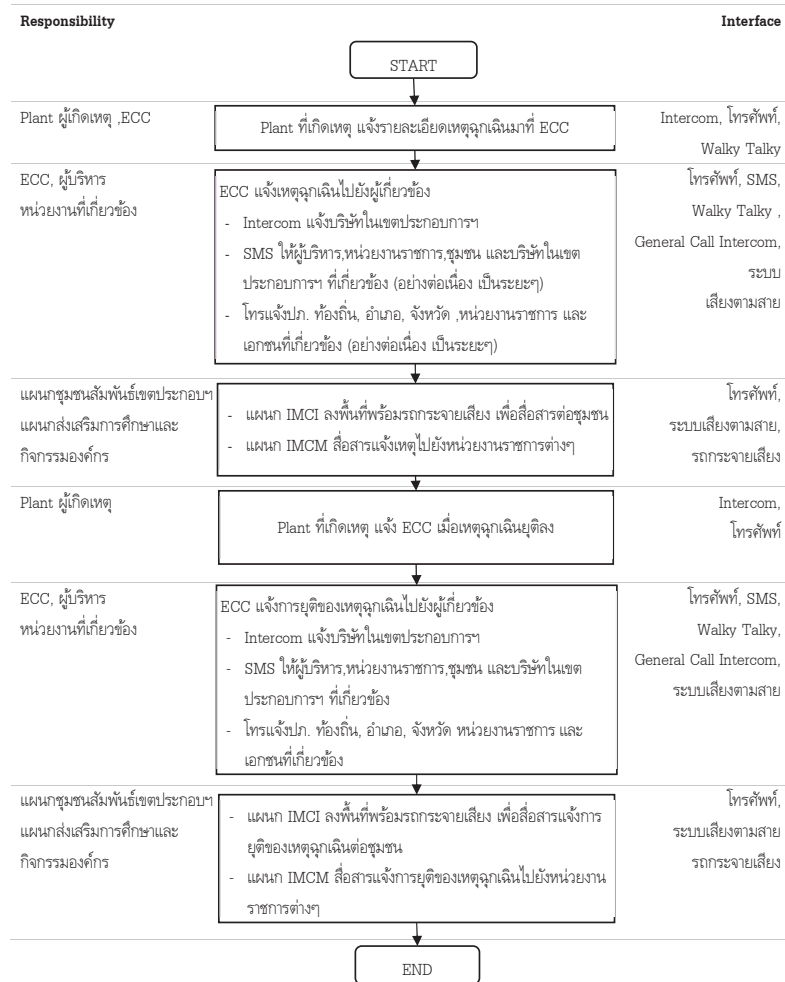 Responsibility
Interface
START
Plant ผู้เกิดเหตุ ,ECC
Plant ที่เกิดเหตุ แจ้งรายละเอียดเหตุฉุกเฉินมาที่ ECC
Intercom, โทรศัพท์,
Walky Talky
ECC, ผู้บริหาร
หน่วยงานที่เกี่ยวข้อง
ECC แจ้งเหตุฉุกเฉินไปยังผู้เกี่ยวข้อง
- Intercom แจ้งบริษัทในเขตประกอบการฯ
- SMS ให้ผู้บริหาร,หน่วยงานราชการ,ชุมชน และบริษัทในเขต
ประกอบการฯ ที่เกี่ยวข้อง (อย่างต่อเนื่อง เป็นระยะๆ)
- โทรแจ้งปภ. ท้องถิ่น, อำเภอ, จังหวัด ,หน่วยงานราชการ และ
เอกชนที่เกี่ยวข้อง (อย่างต่อเนื่อง เป็นระยะๆ)
โทรศัพท์, SMS,
Walky Talky ,
General Call Intercom,
ระบบ
เสียงตามสาย
แผนกชุมชนสัมพันธ์เขตประกอบฯ
แผนกส่งเสริมการศึกษาและ
กิจกรรมองค์กร
- แผนก IMCI ลงพื้นที่พร้อมรถกระจายเสียง เพื่อสื่อสารต่อชุมชน
- แผนก IMCM สื่อสารแจ้งเหตุไปยังหน่วยงานราชการต่างๆ
โทรศัพท์,
ระบบเสียงตามสาย,
รถกระจายเสียง
Plant ผู้เกิดเหตุ
Plant ที่เกิดเหตุ แจ้ง ECC เมื่อเหตุฉุกเฉินยุติลง
Intercom,
โทรศัพท์
ECC, ผู้บริหาร
หน่วยงานที่เกี่ยวข้อง
ECC แจ้งการยุติของเหตุฉุกเฉินไปยังผู้เกี่ยวข้อง
- Intercom แจ้งบริษัทในเขตประกอบการฯ
- SMS ให้ผู้บริหาร,หน่วยงานราชการ,ชุมชน และบริษัทในเขต
ประกอบการฯ ที่เกี่ยวข้อง
- โทรแจ้งปภ. ท้องถิ่น, อำเภอ, จังหวัด หน่วยงานราชการ และ
เอกชนที่เกี่ยวข้อง
โทรศัพท์, SMS,
Walky Talky,
General Call Intercom,
ระบบเสียงตามสาย
แผนกชุมชนสัมพันธ์เขตประกอบฯ
แผนกส่งเสริมการศึกษาและ
กิจกรรมองค์กร
- แผนก IMCI ลงพื้นที่พร้อมรถกระจายเสียง เพื่อสื่อสารแจ้งการ
ยุติของเหตุฉุกเฉินต่อชุมชน
- แผนก IMCM สื่อสารแจ้งการยุติของเหตุฉุกเฉินไปยังหน่วยงาน
ราชการต่างๆ
โทรศัพท์,
ระบบเสียงตามสาย
รถกระจายเสียง
END